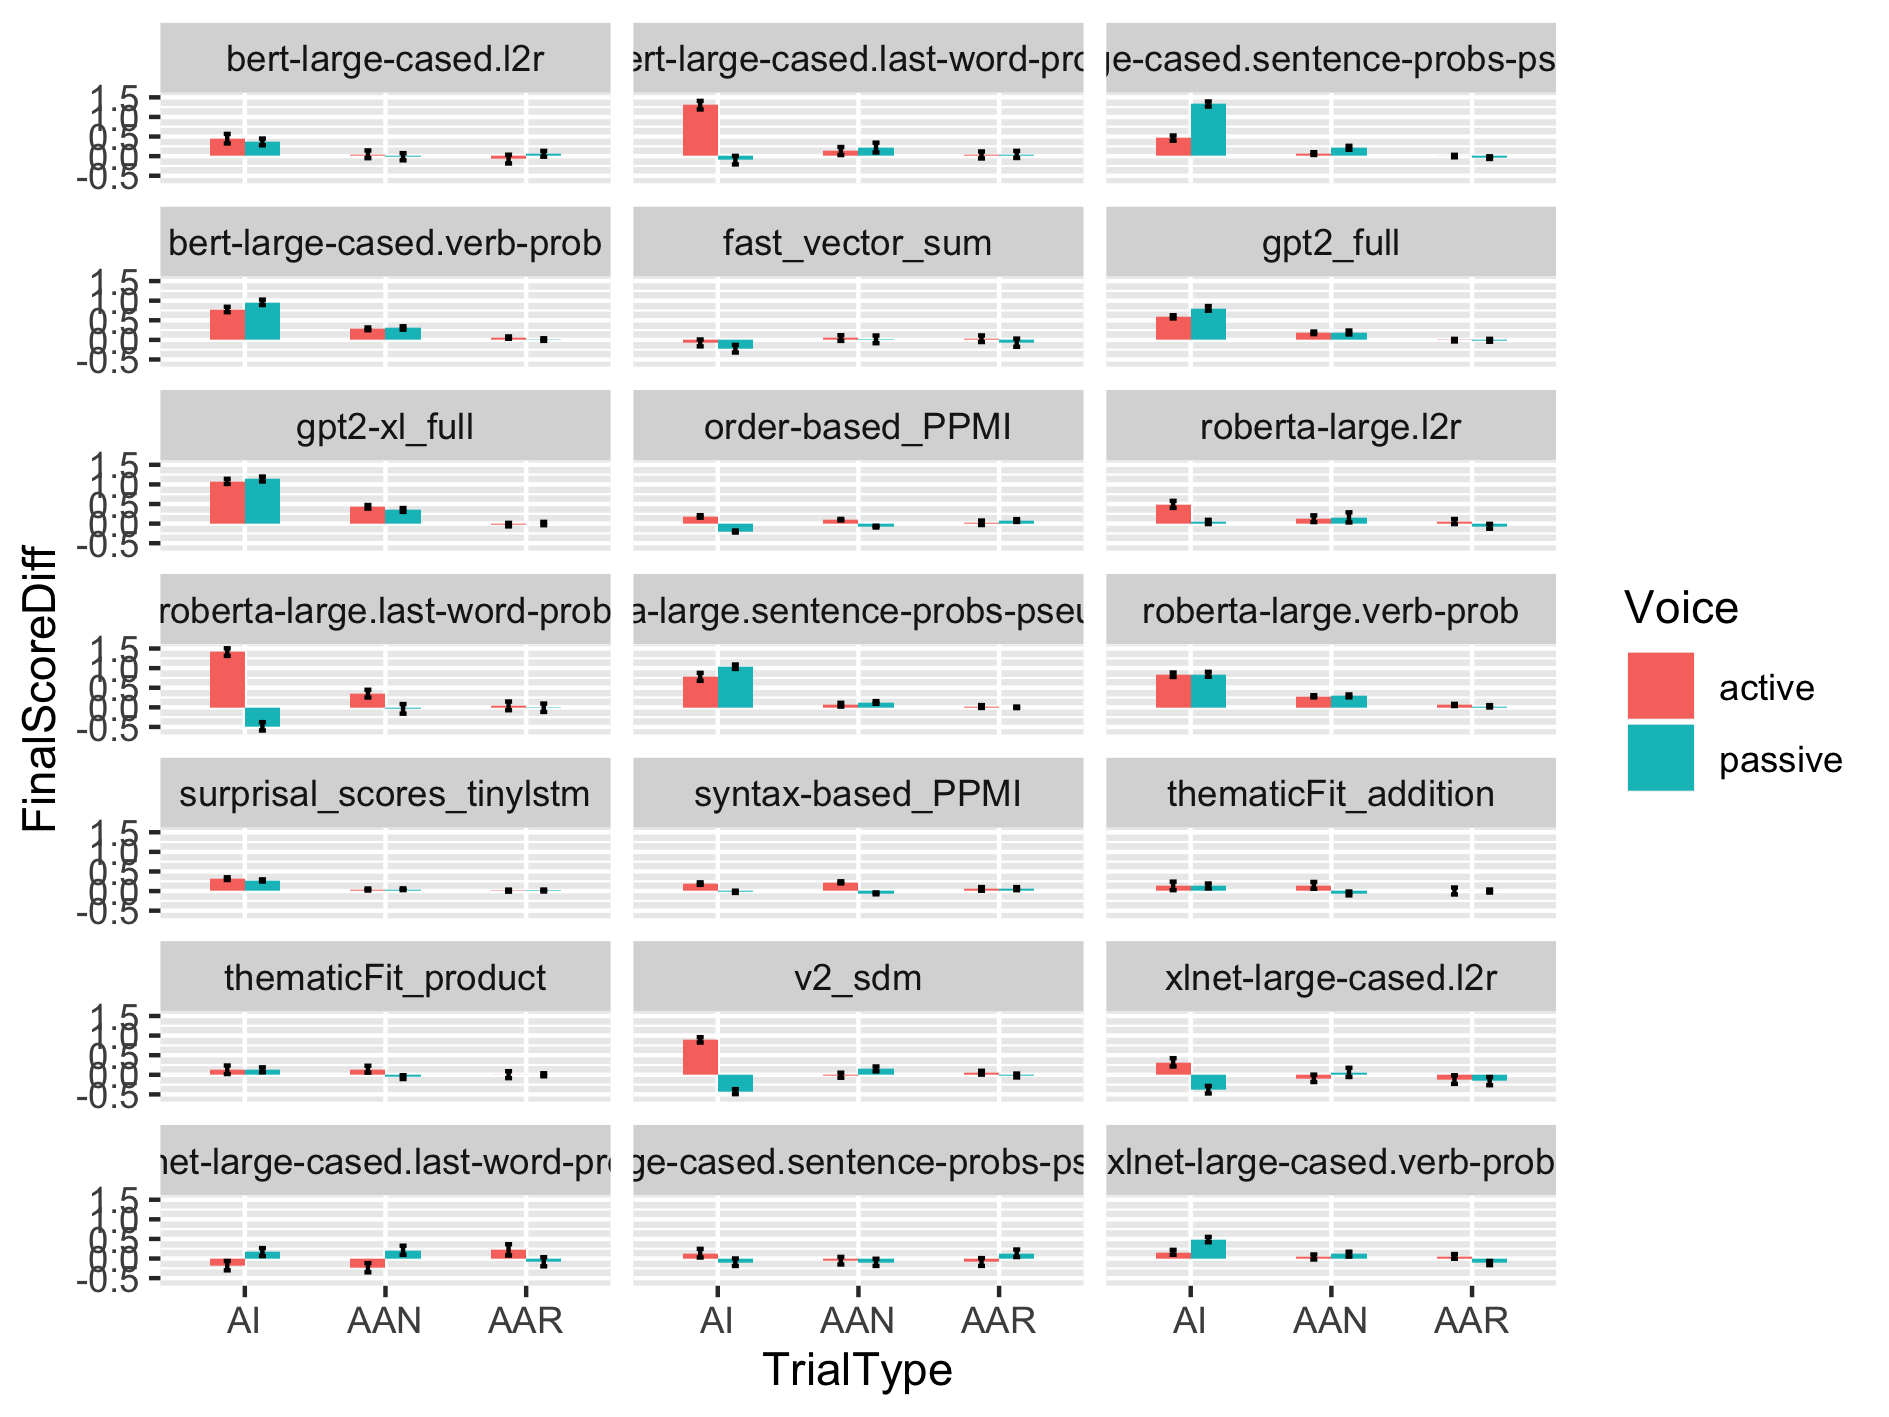 bert-large-cased.l2r
ert-large-cased.last-word-pro
ge-cased.sentence-probs-ps
1.5
1.0
0.5
0.0
-0.5
bert-large-cased.verb-prob
fast_vector_sum
gpt2_full
1.5
1.0
0.5
0.0
-0.5
gpt2-xl_full
order-based_PPMI
roberta-large.l2r
1.5
1.0
0.5
0.0
-0.5
roberta-large.last-word-prob
a-large.sentence-probs-pseu
roberta-large.verb-prob
1.5
1.0
0.5
0.0
-0.5
surprisal_scores_tinylstm
syntax-based_PPMI
thematicFit_addition
1.5
1.0
0.5
0.0
-0.5
thematicFit_product
v2_sdm
xlnet-large-cased.l2r
1.5
1.0
0.5
0.0
-0.5
net-large-cased.last-word-pro
ge-cased.sentence-probs-ps
xlnet-large-cased.verb-prob
1.5
1.0
0.5
0.0
-0.5
AI AAN AAR
AI AAN AAR
AI AAN AAR
TrialType
FinalScoreDiff
Voice
active
passive